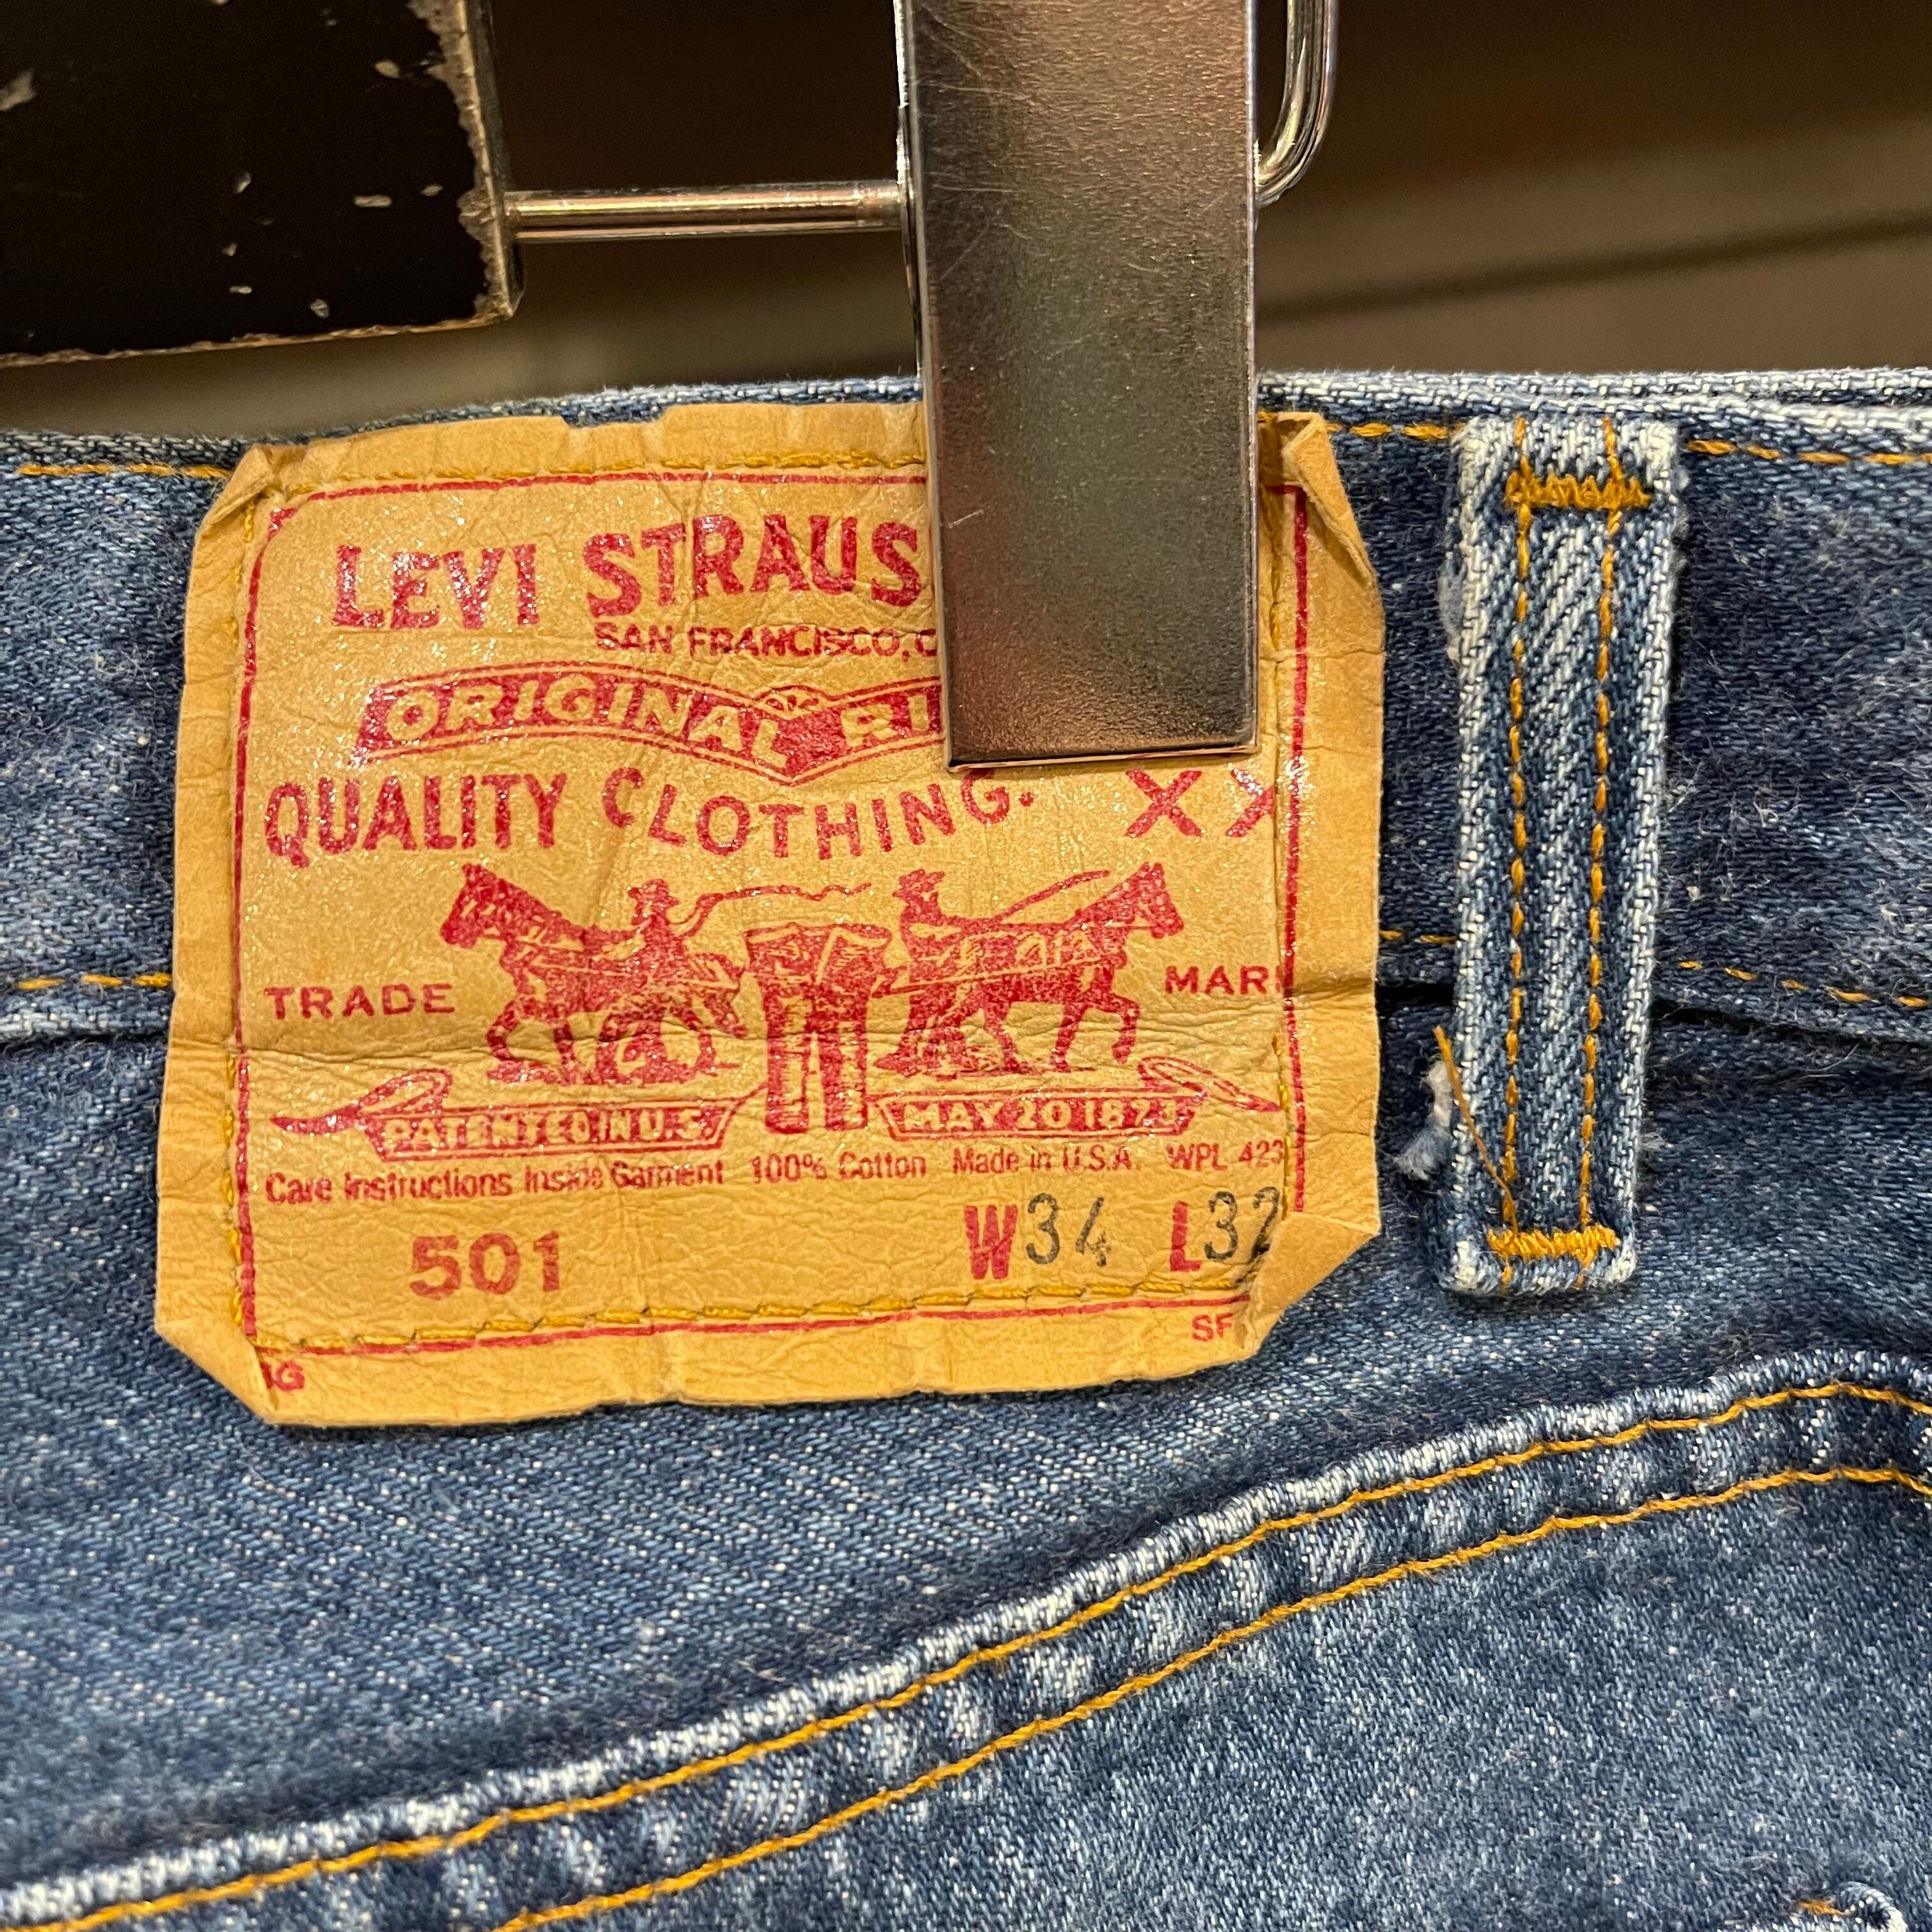 LEVI STRAUS
SAN FRANCISCO, C
ORIGINAL RI
QUALITY CLOTHING. XX
TRADE MAR
PATENTED IN U.S. MAY 20 1873
Care Instructions Inside Garment 100% Cotton Made in U.S.A. WPL 423
501 W34 L32
SF